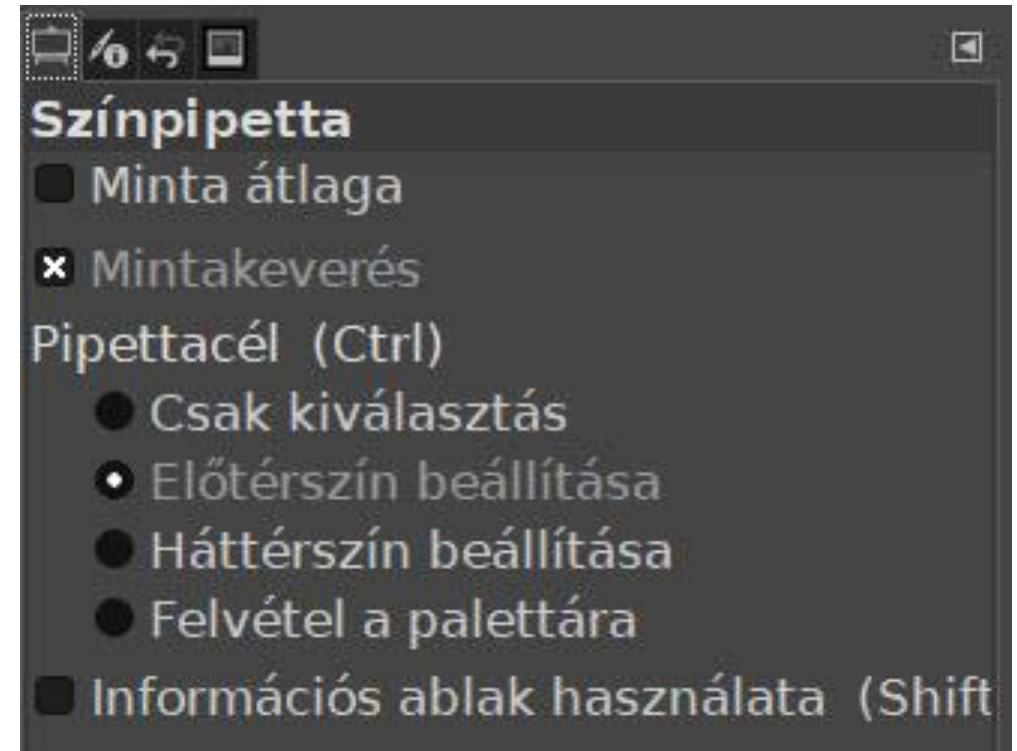 Színpipetta
Minta átlaga
Mintakeverés
Pipettacél (Ctrl)
Csak kiválasztás
Előtérszín beállítása
Háttérszín beállítása
Felvétel a palettára
Információs ablak használata (Shift